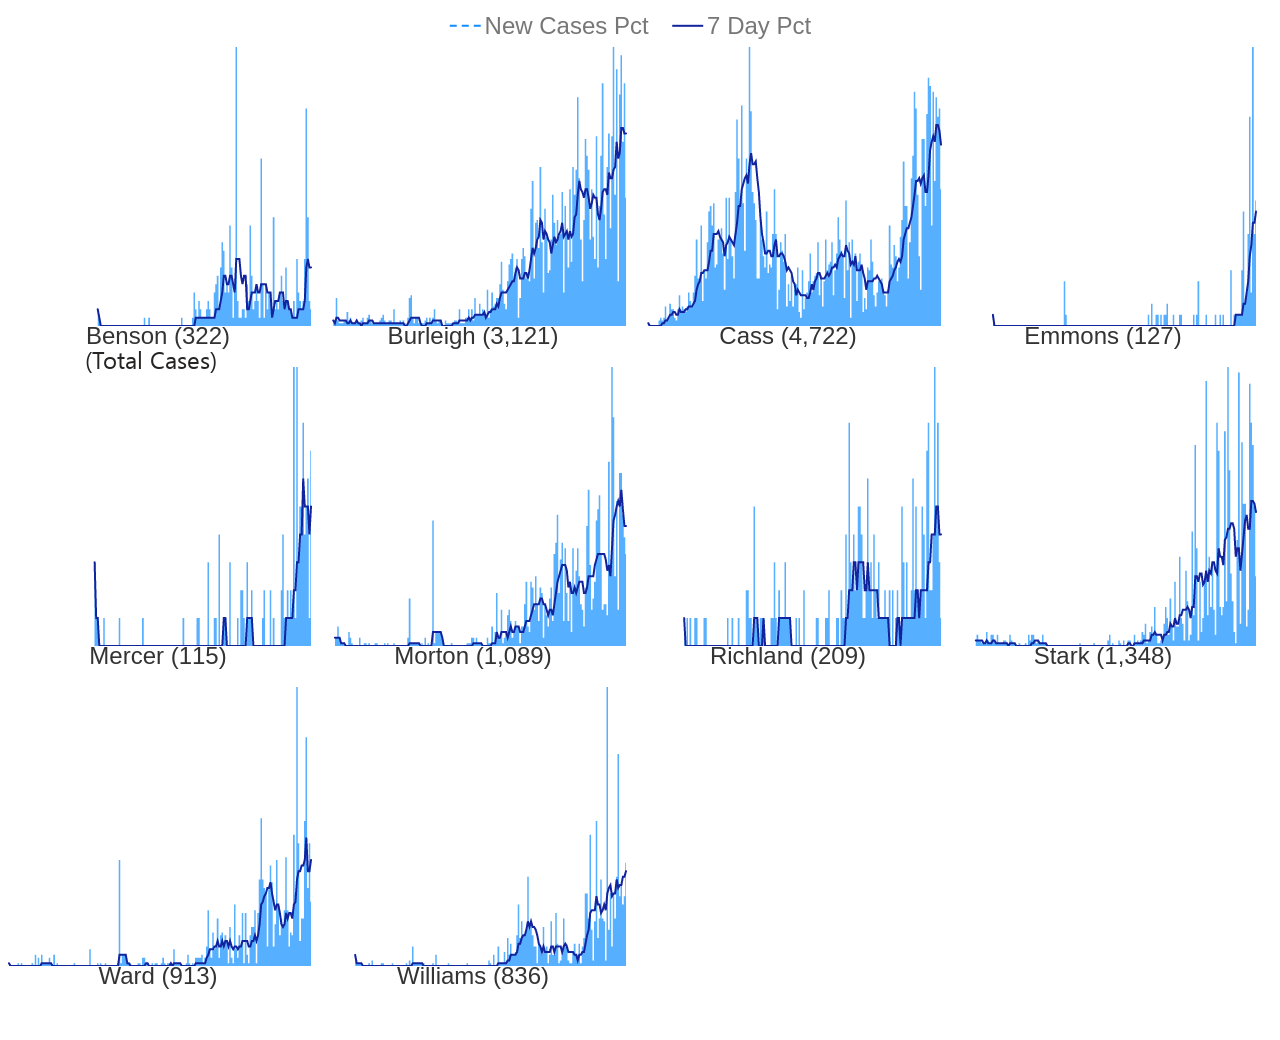 New Cases Pct 7 Day Pct
Benson (322) Burleigh (3,121) Cass (4,722) Emmons (127)
(Total Cases)
Mercer (115) Morton (1,089) Richland (209) Stark (1,348)
Ward (913) Williams (836)